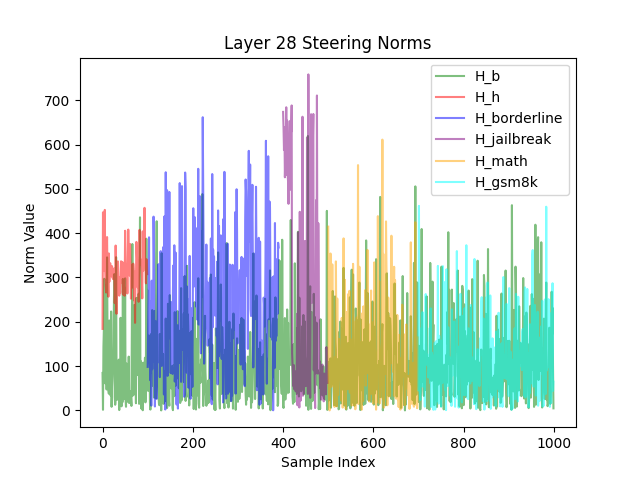 Layer 28 Steering Norms
H_b
H_h
H_borderline
H_jailbreak
H_math
H_gsm8k
Norm Value
700
600
500
400
300
200
100
0
0
200
400
600
800
1000
Sample Index